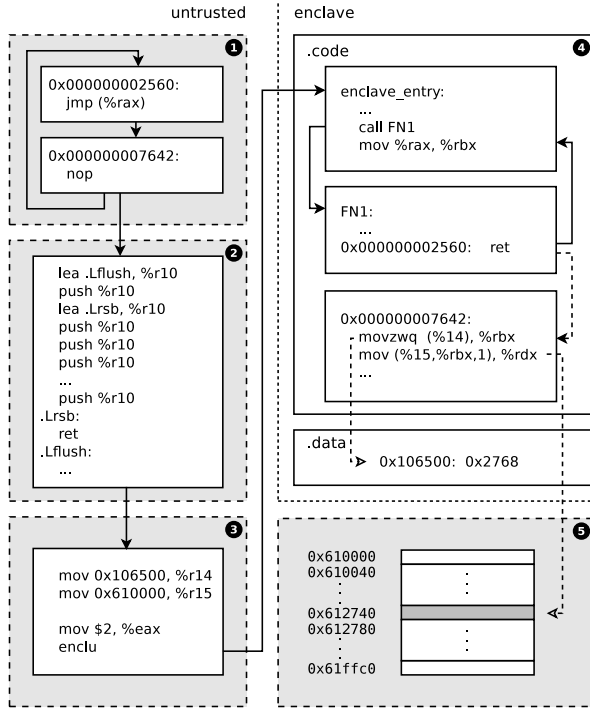 untrusted
enclave
1
0x000000002560:
jmp (%rax)
0x000000007642:
nop
2
lea .Lflush, %r10
push %r10
lea .Lrsb, %r10
push %r10
push %r10
push %r10
...
push %r10
.Lrsb:
ret
.Lflush:
...
3
mov 0x106500, %r14
mov 0x610000, %r15
mov $2, %eax
enclu
4
.code
enclave_entry:
...
call FN1
mov %rax, %rbx
FN1:
...
0x000000002560: ret
0x000000007642:
movzwq (%14), %rbx
mov (%15,%rbx,1), %rdx
...
.data
0x106500: 0x2768
5
0x610000
0x610040
0x612740
0x612780
0x61ffc0